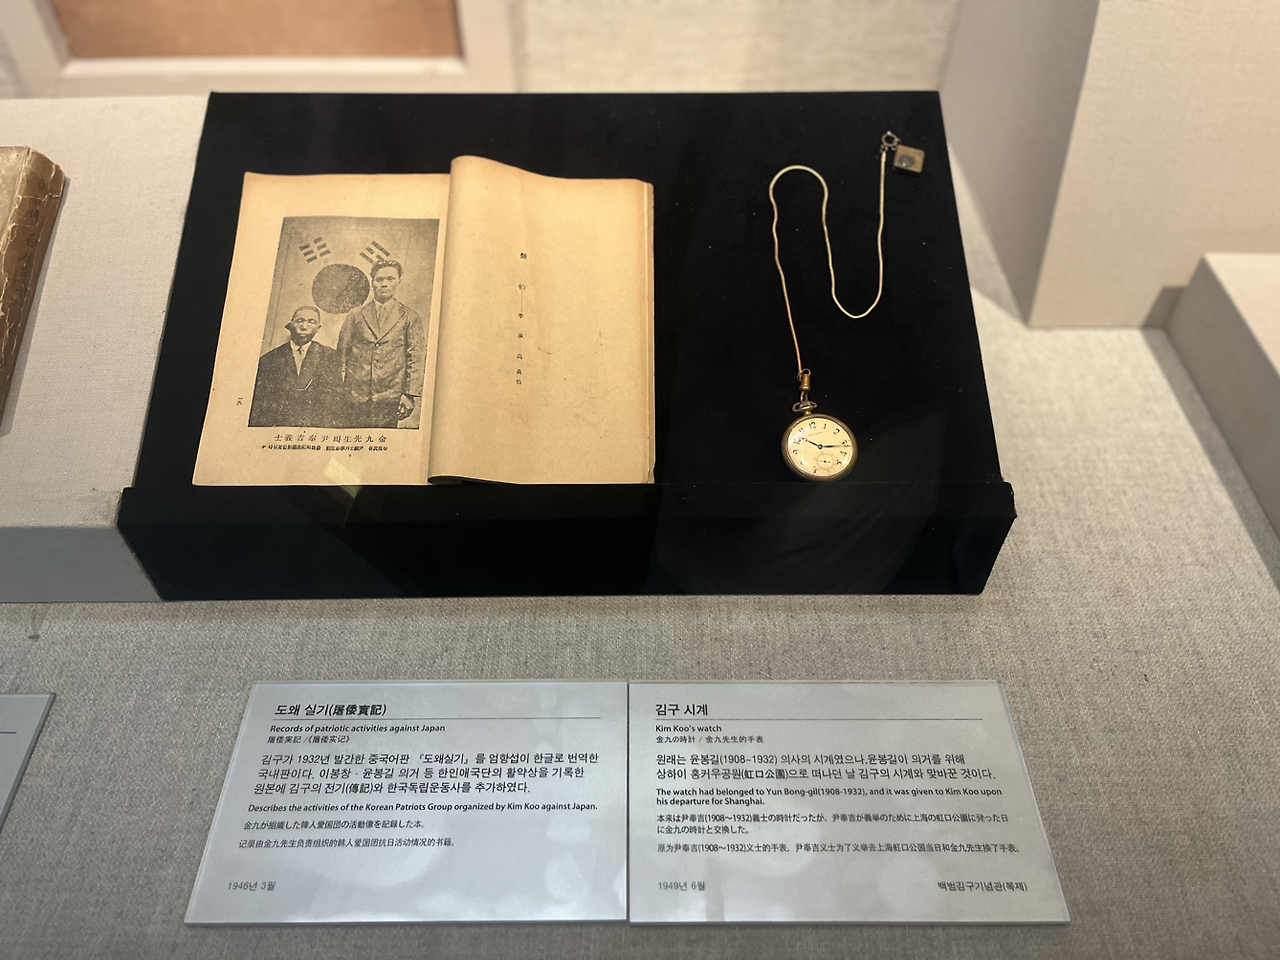 金九先生和尹奉吉義士
도왜 실기(屠倭實記)
Records of patriotic activities against Japan
屠倭実記 /《屠倭实记》
김구가 1932년 발간한 중국어판 『도왜실기』를 엄항섭이 한글로 번역한
국내판이다. 이봉창 · 윤봉길 의거 등 한인애국단의 활약상을 기록한
원본에 김구의 전기(傳記)와 한국독립운동사를 추가하였다.
Describes the activities of the Korean Patriots Group organized by Kim Koo against Japan.
金九が組織した韓人愛国団の活動像を記録した本。
记录由金九先生负责组织的韩人爱国团抗日活动情况的书籍。
1946년 3월
김구 시계
Kim Koo's watch
金九の時計 / 金九先生的手表
원래는 윤봉길(1908~1932) 의사의 시계였으나,윤봉길이 의거를 위해
상하이 훙커우공원(虹口公園)으로 떠나던 날 김구의 시계와 맞바꾼 것이다.
The watch had belonged to Yun Bong-gil(1908-1932), and it was given to Kim Koo upon
his departure for Shanghai.
本来は尹奉吉(1908~1932)義士の時計だったが、尹奉吉が義挙のために上海の虹口公園に発った日
に金九の時計と交換した。
原为尹奉吉(1908~1932)义士的手表，尹奉吉义士为了义举去上海虹口公园当日和金九先生换了手表。
1949년 6월
백범김구기념관(복제)